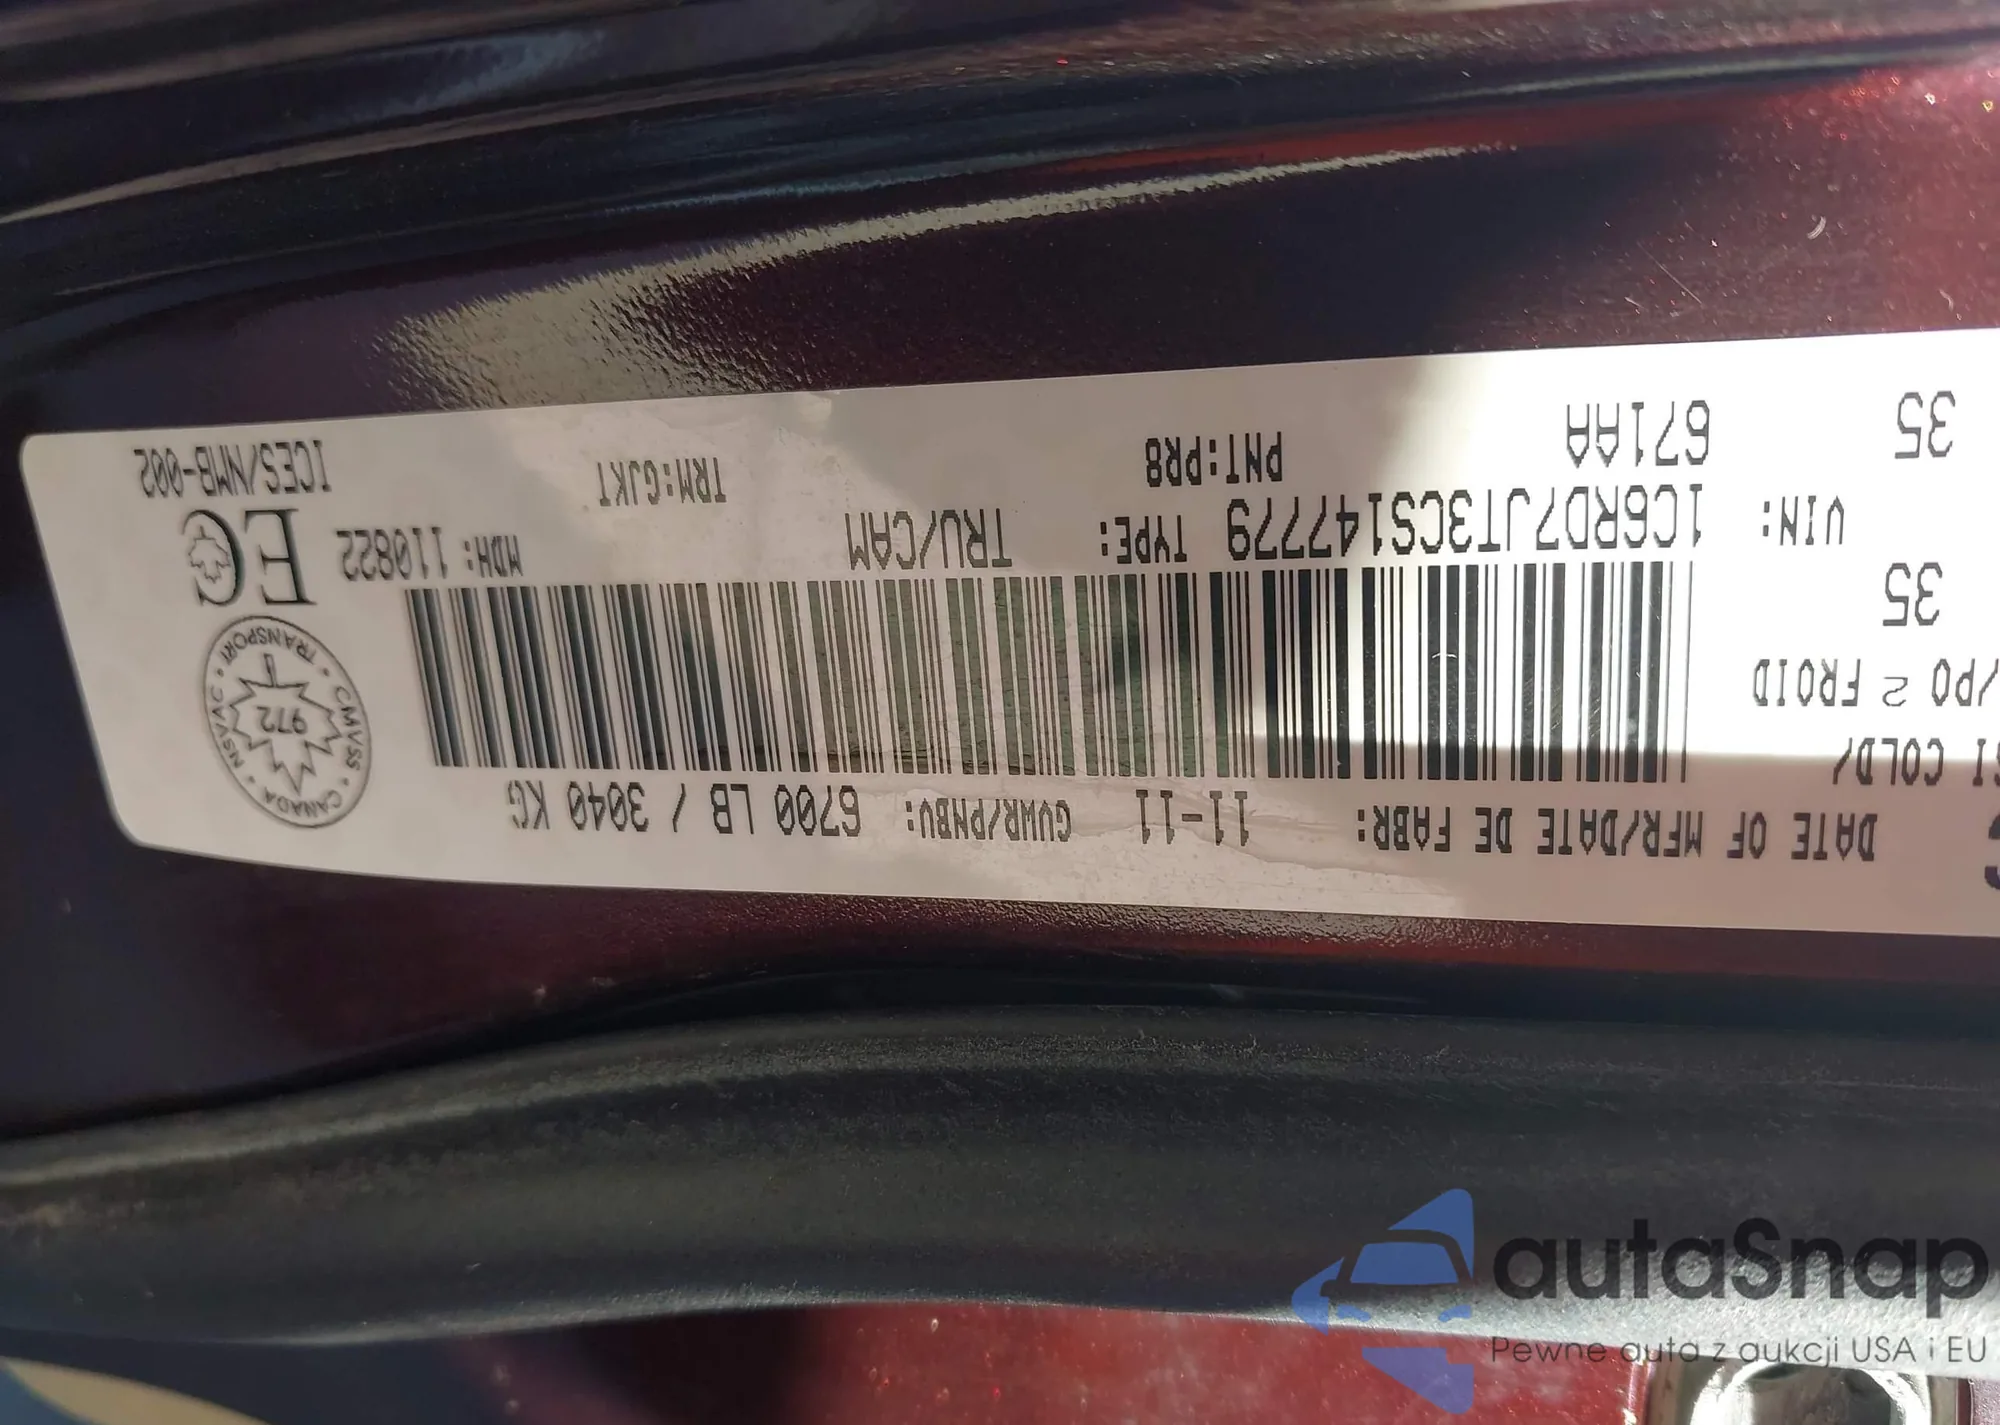 DATE OF MFR/DATE DE FABR: 11-11 GVWR/PNBV: 6700 LB / 3040 KG
COLD/
/PO 2 FROID
35
35
VIN: 1C6RD7JT3CS147779 TYPE: TRU/CAM MDH: 110822
671AA PNT:PR8 TRM:GJKT
CANADA • CMVSS • TRANSPORT • NSVAC
972
EC
ICES/NMB-002
autaSnap
Pewne auta z aukcji USA i EU